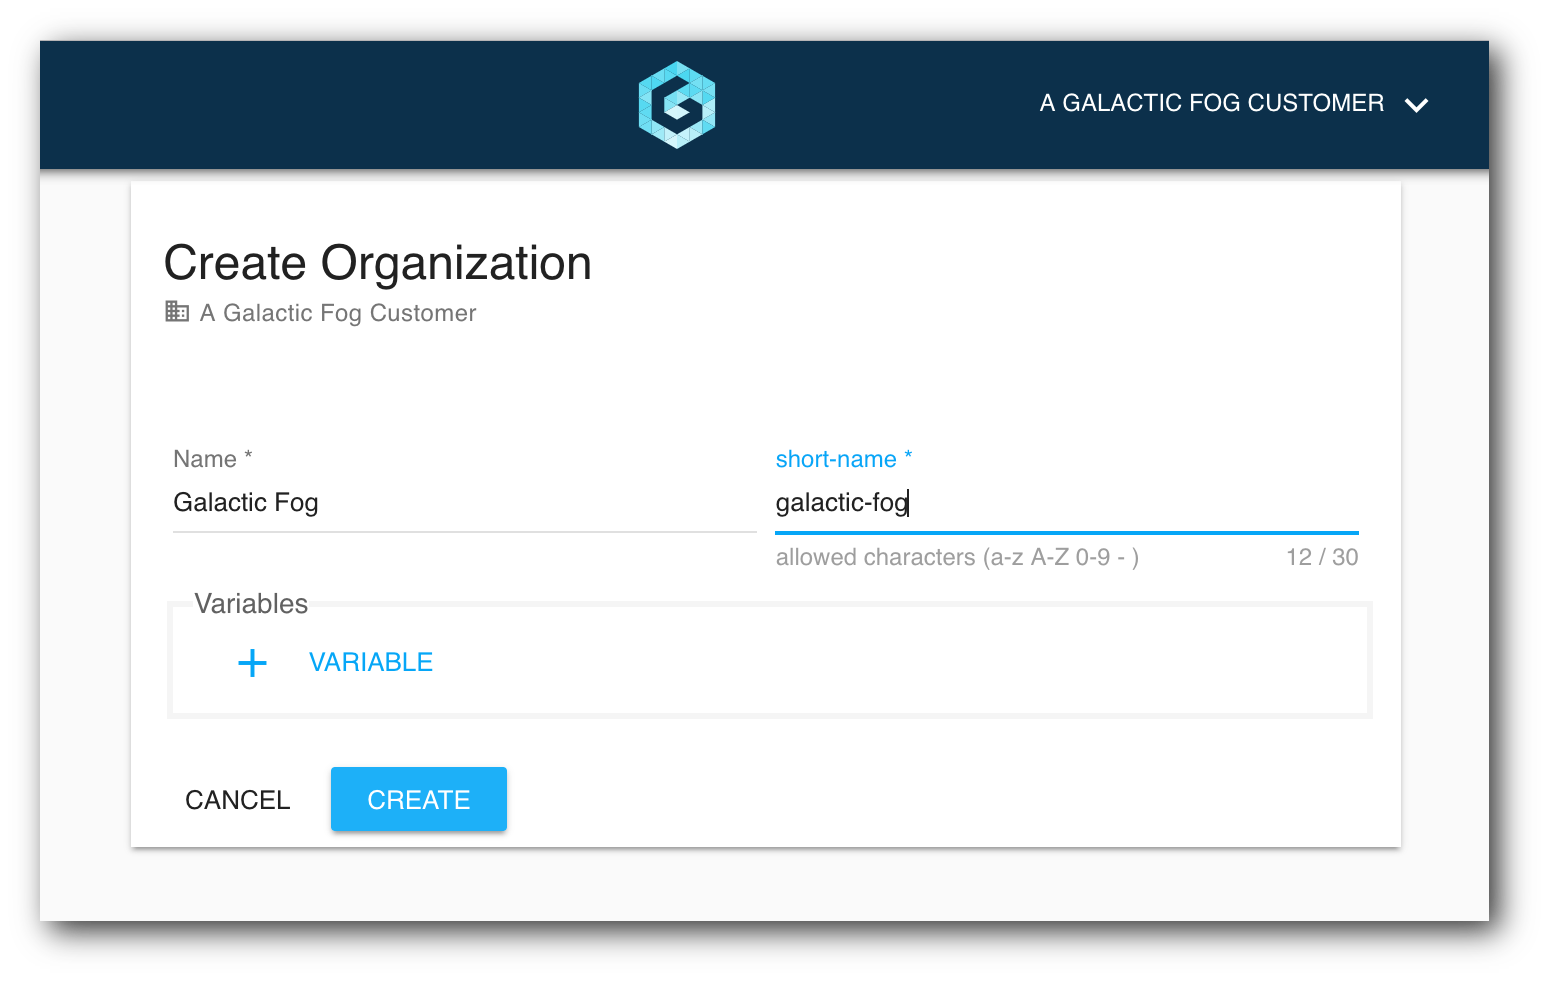 A GALACTIC FOG CUSTOMER
Create Organization
A Galactic Fog Customer
Name * short-name *
Galactic Fog galactic-fog
allowed characters (a-z A-Z 0-9 - ) 12 / 30
Variables
+ VARIABLE
CANCEL CREATE